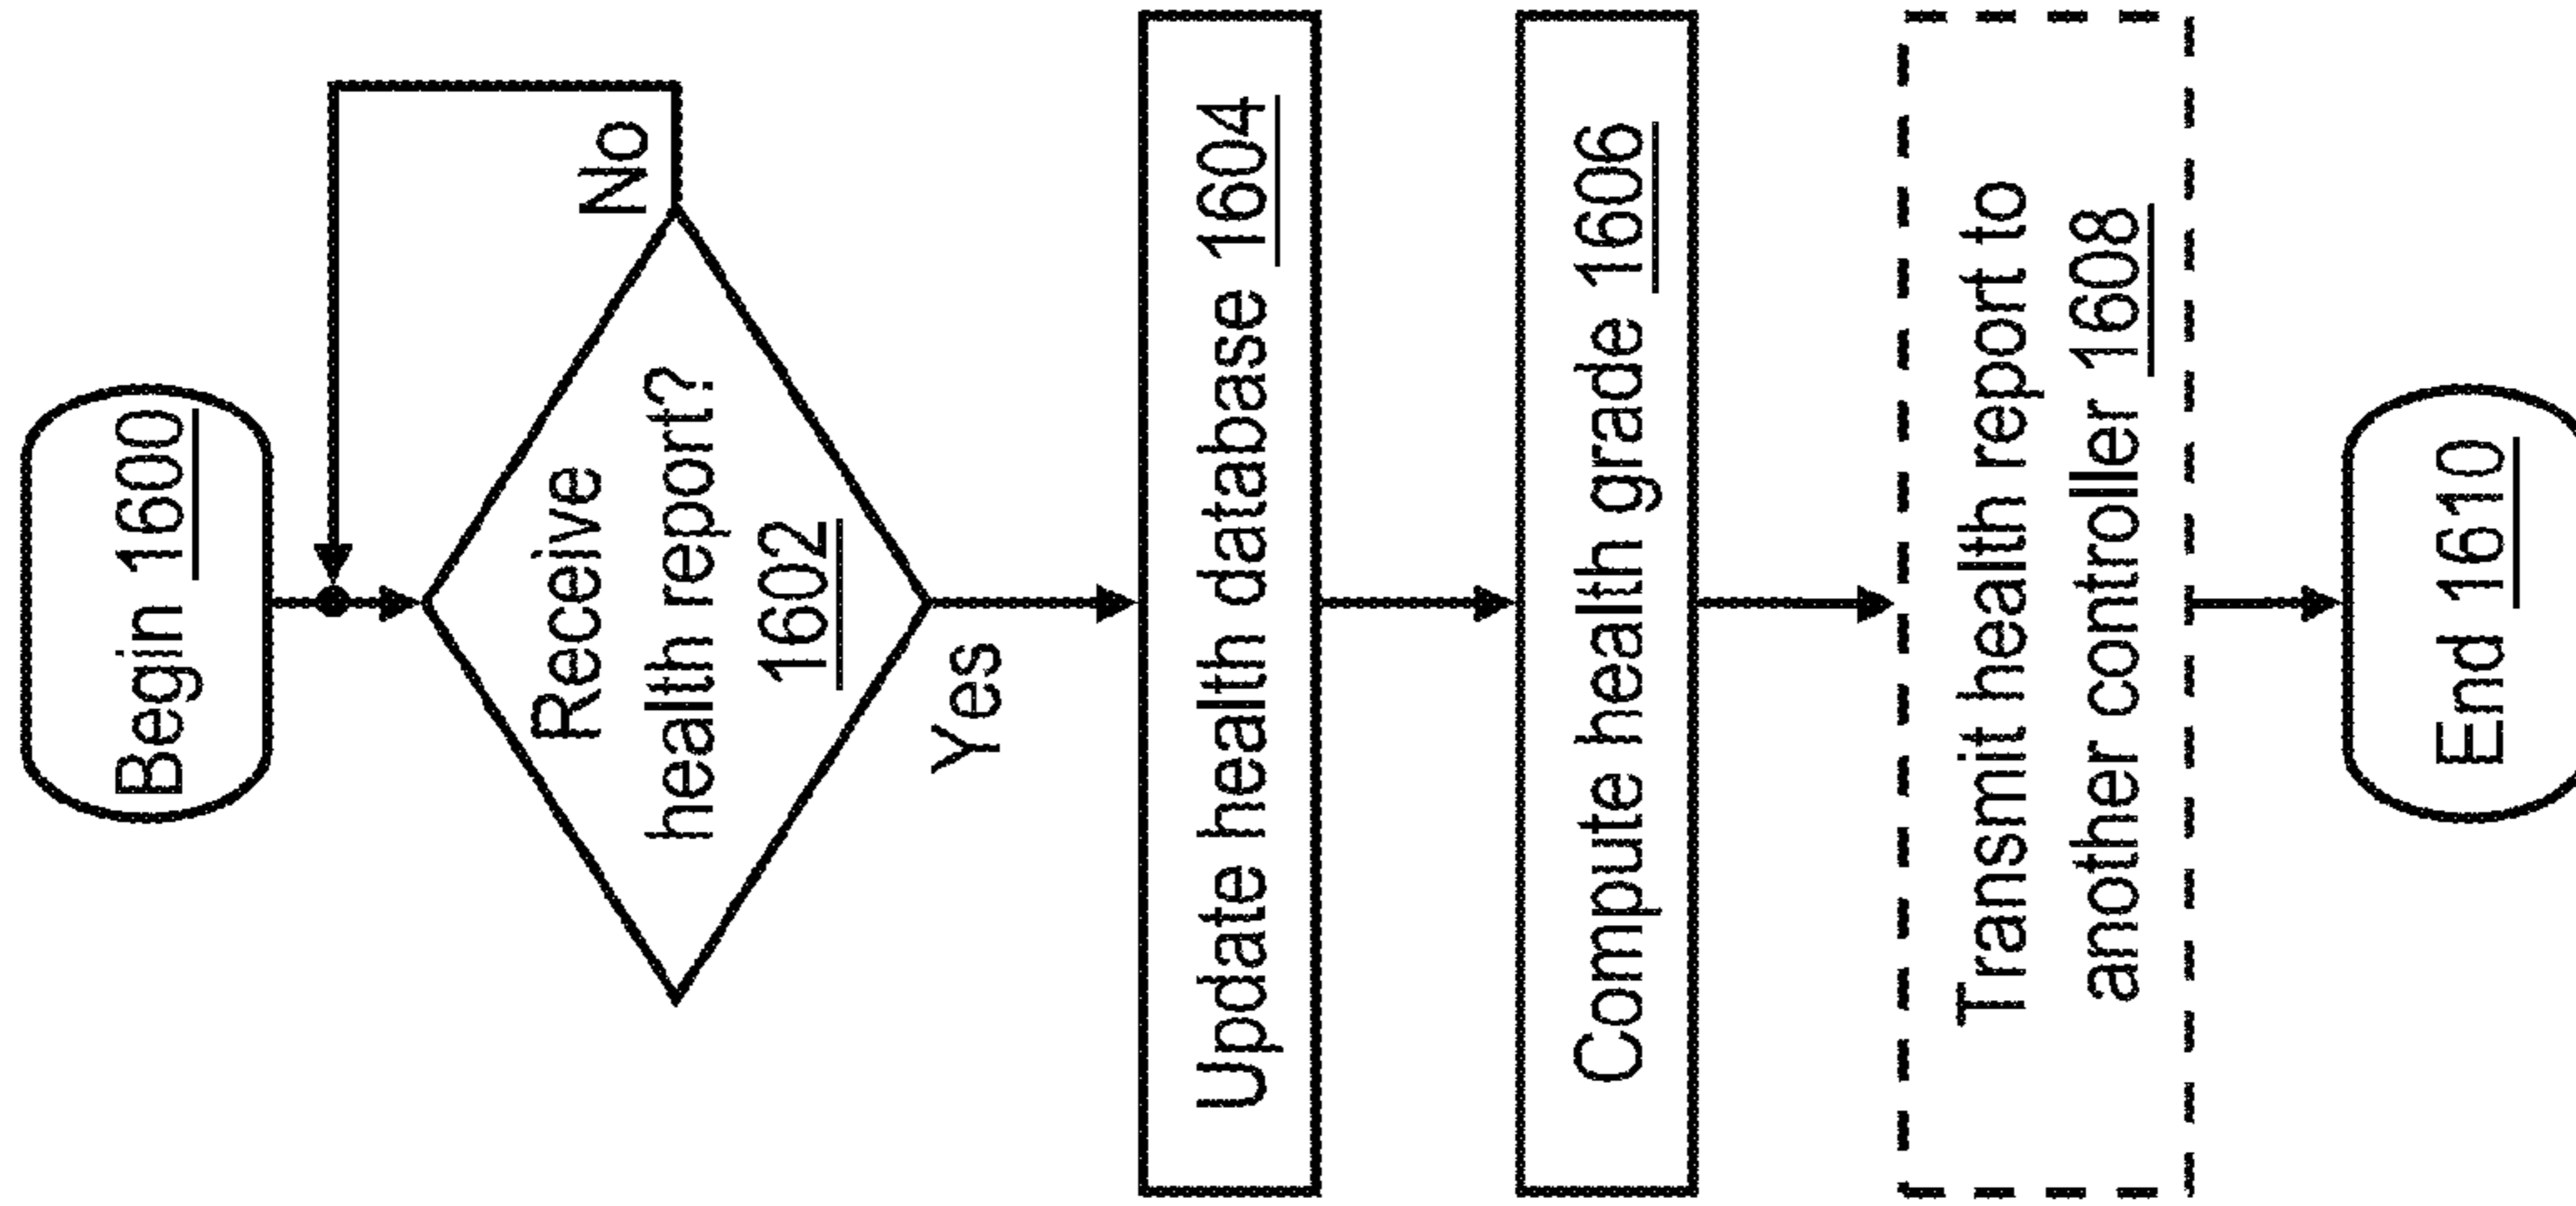 Begin 1600
Receive
health report?
1602
No
Yes
Update health database 1604
Compute health grade 1606
Transmit health report to
another controller 1608
End 1610